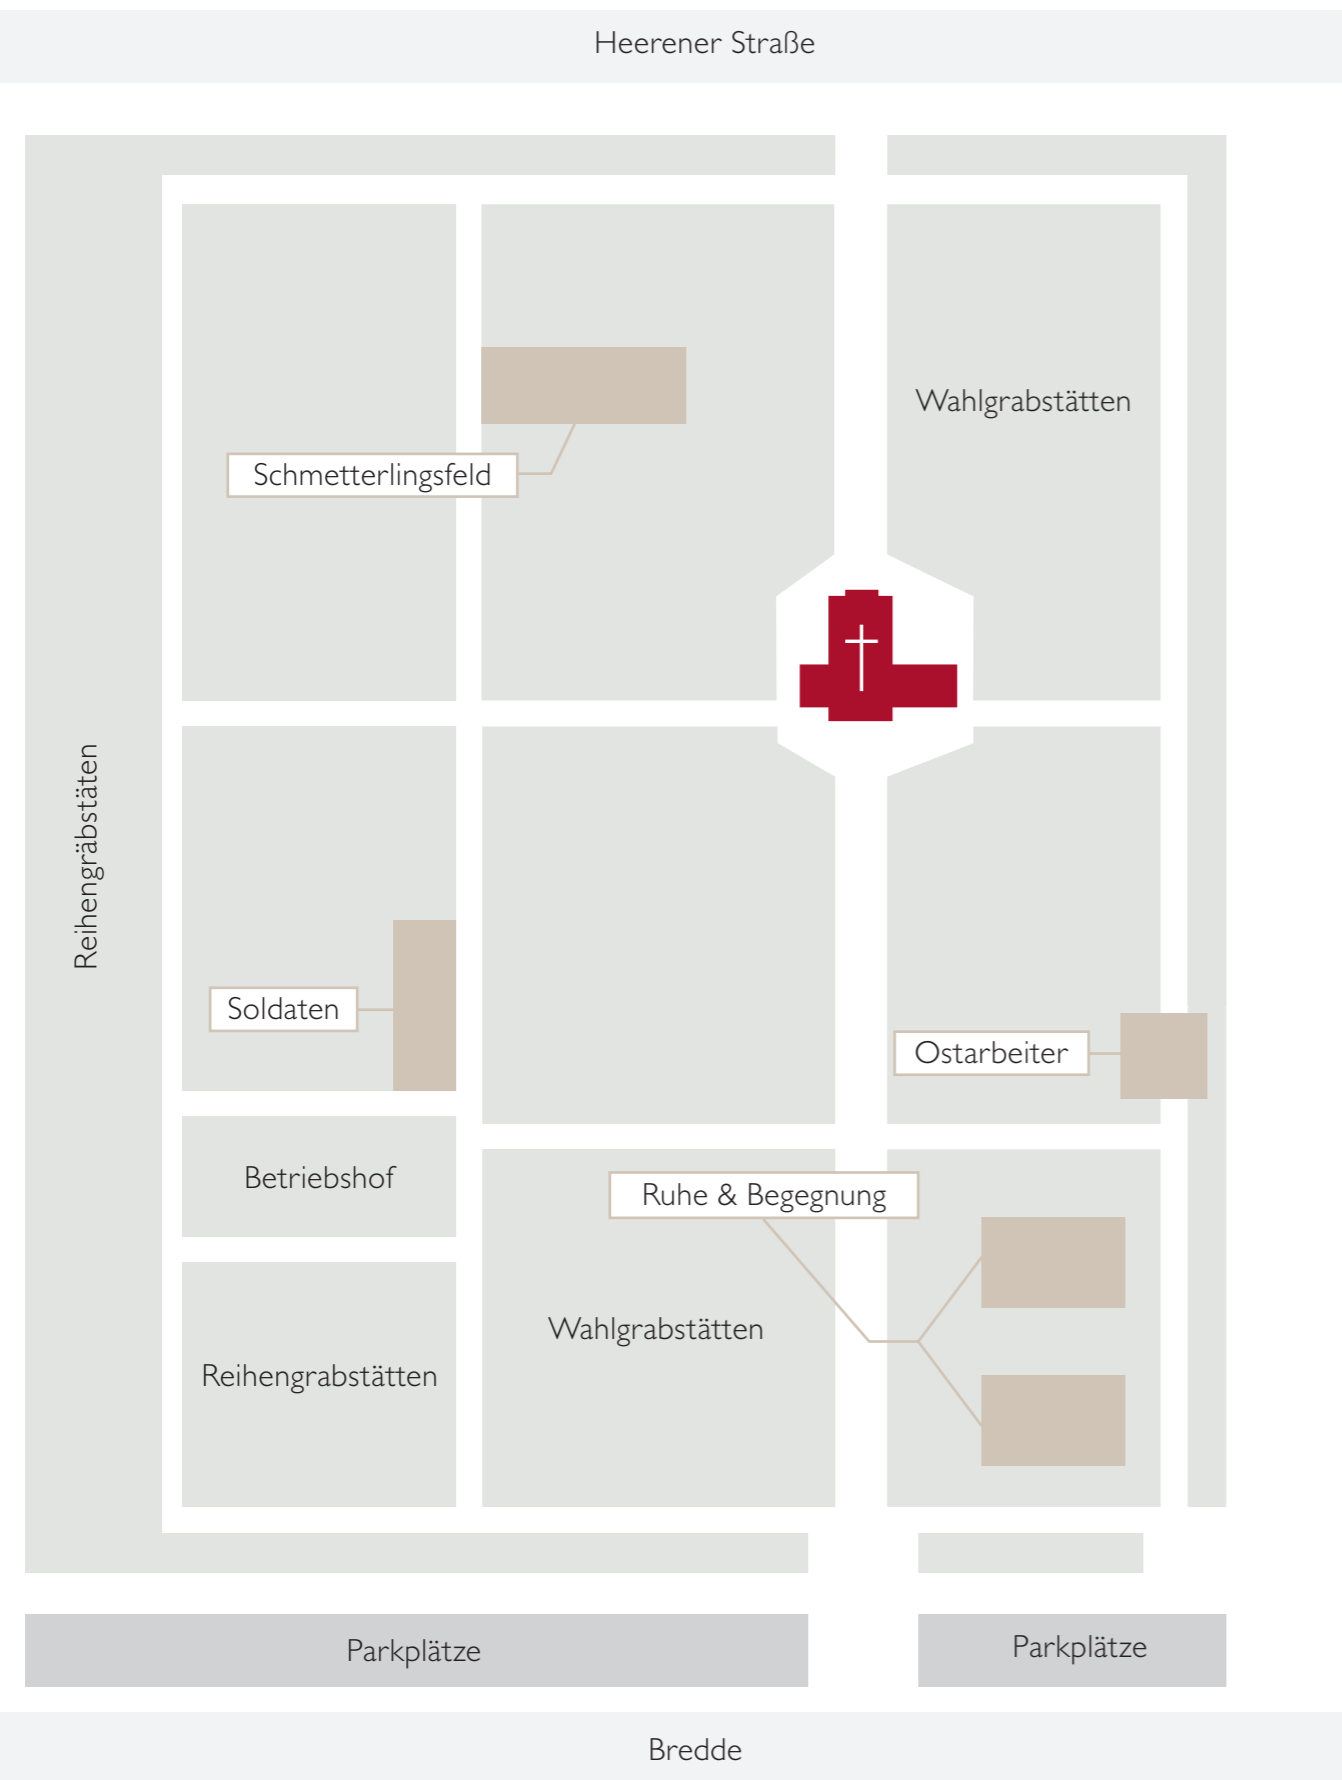 Heerener Straße
Wahlgrabstätten
Schmetterlingsfeld
Reihengräbstäten
Soldaten
Ostarbeiter
Betriebshof
Ruhe & Begegnung
Wahlgrabstätten
Reihengrabstätten
Parkplätze
Parkplätze
Bredde